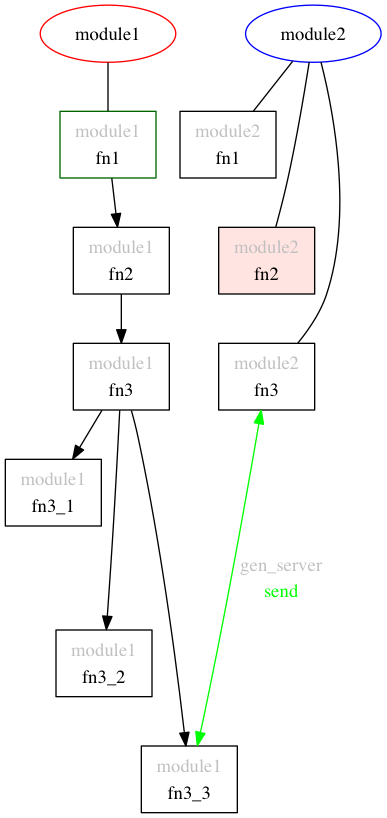 module1
module2
module1
fn1
module2
fn1
module1
fn2
module2
fn2
module1
fn3
module2
fn3
module1
fn3_1
gen_server
send
module1
fn3_2
module1
fn3_3